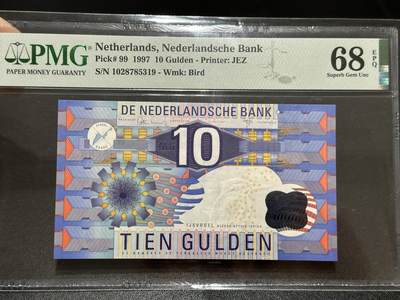 PMG
PAPER MONEY GUARANTY
Netherlands, Nederlandsche Bank
Pick# 99 1997 10 Gulden - Printer: JEZ
S/N 1028785319 - Wmk: Bird
68 EPQ
Superb Gem Unc
DE NEDERLANDSCHE BANK
10
IJSVOGEL
TIEN GULDEN